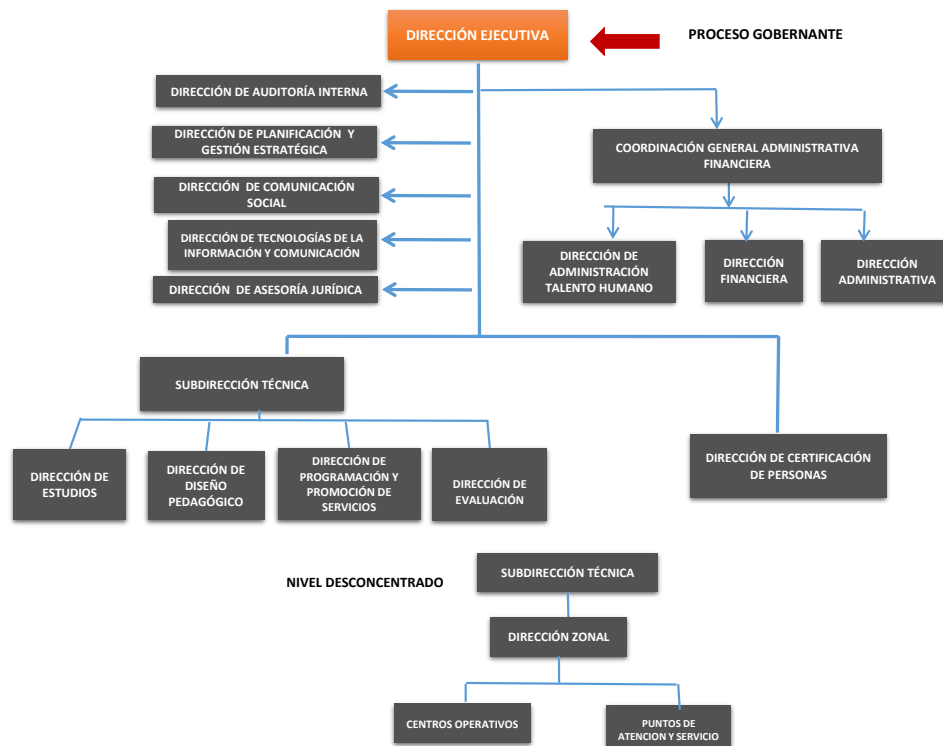 DIRECCIÓN EJECUTIVA
PROCESO GOBERNANTE
DIRECCIÓN DE AUDITORÍA INTERNA
DIRECCIÓN DE PLANIFICACIÓN Y
GESTIÓN ESTRATÉGICA
DIRECCIÓN DE COMUNICACIÓN
SOCIAL
DIRECCIÓN DE TECNOLOGÍAS DE LA
INFORMACIÓN Y COMUNICACIÓN
DIRECCIÓN DE ASESORÍA JURÍDICA
COORDINACIÓN GENERAL ADMINISTRATIVA
FINANCIERA
DIRECCIÓN DE
ADMINISTRACIÓN
TALENTO HUMANO
DIRECCIÓN
FINANCIERA
DIRECCIÓN
ADMINISTRATIVA
SUBDIRECCIÓN TÉCNICA
DIRECCIÓN DE
ESTUDIOS
DIRECCIÓN DE
DISEÑO
PEDAGÓGICO
DIRECCIÓN DE
PROGRAMACIÓN Y
PROMOCIÓN DE
SERVICIOS
DIRECCIÓN DE
EVALUACIÓN
DIRECCIÓN DE CERTIFICACIÓN
DE PERSONAS
NIVEL DESCONCENTRADO
SUBDIRECCIÓN TÉCNICA
DIRECCIÓN ZONAL
CENTROS OPERATIVOS
PUNTOS DE
ATENCION Y SERVICIO